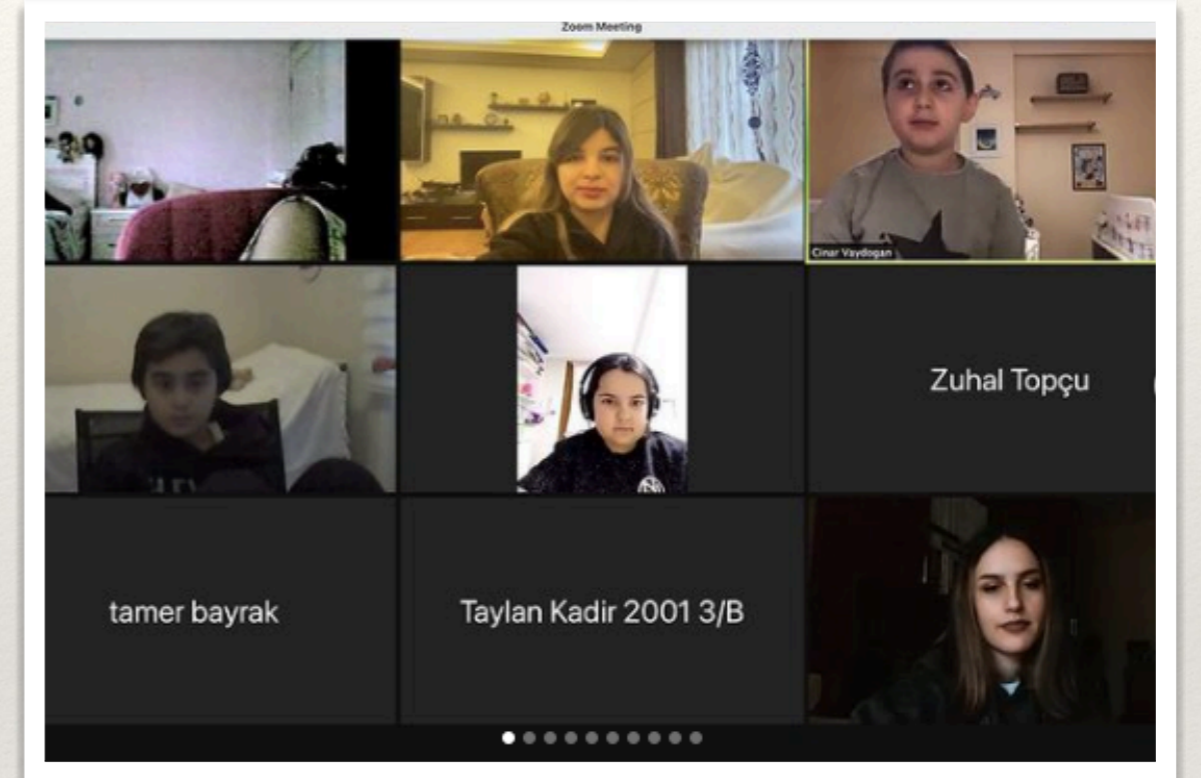 Zoom Meeting
Cinar Vaydogan
Zuhal Topçu
tamer bayrak
Taylan Kadir 2001 3/B